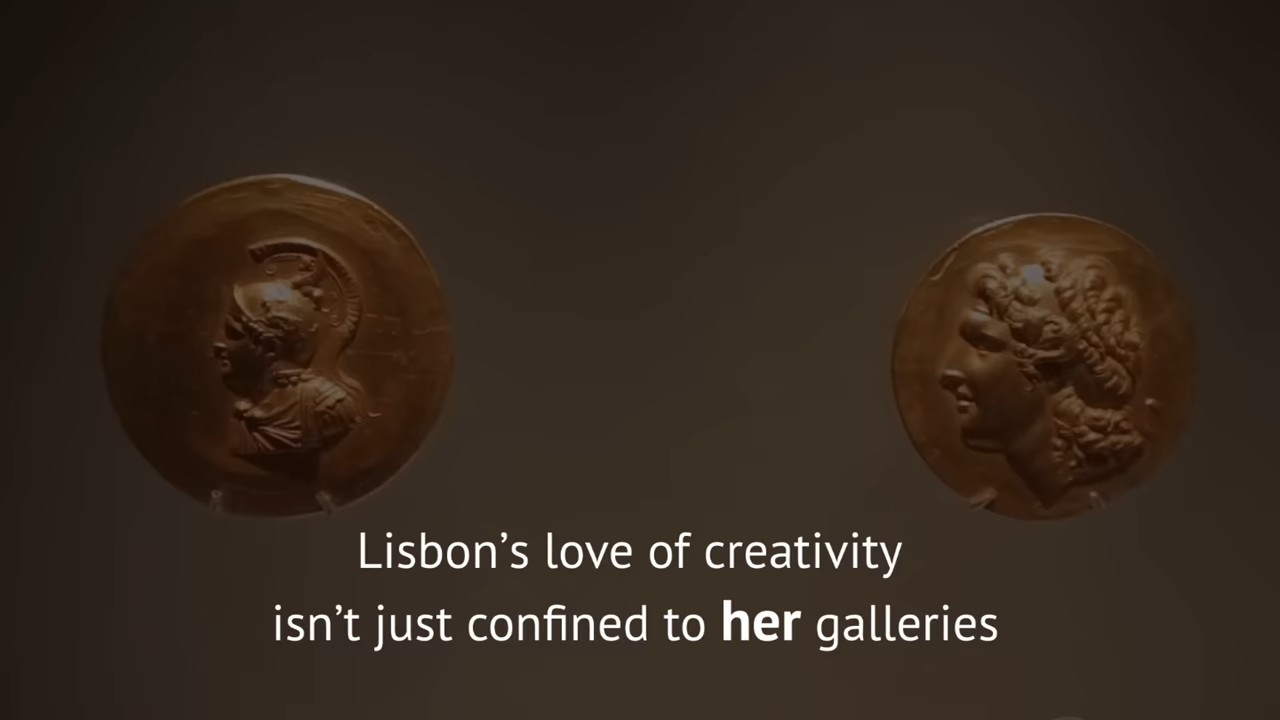 Lisbon’s love of creativity
isn’t just confined to her galleries